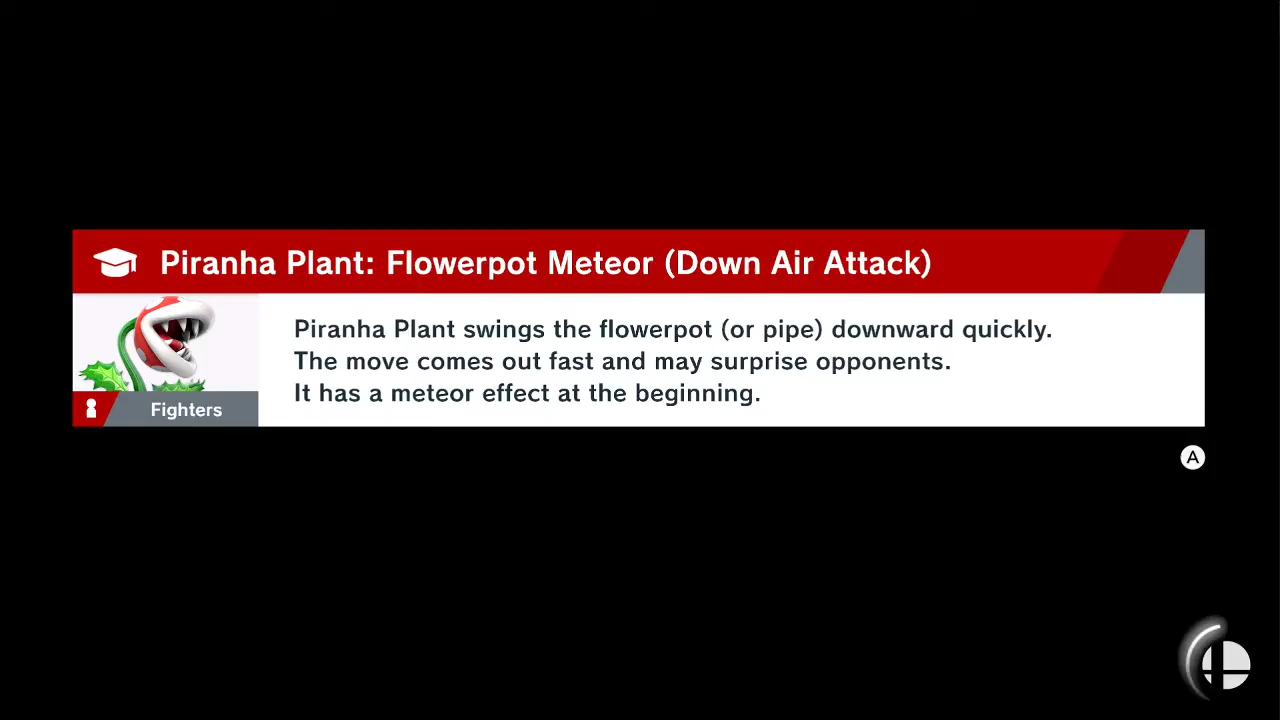 Piranha Plant: Flowerpot Meteor (Down Air Attack)
Piranha Plant swings the flowerpot (or pipe) downward quickly.
The move comes out fast and may surprise opponents.
It has a meteor effect at the beginning.
Fighters
A